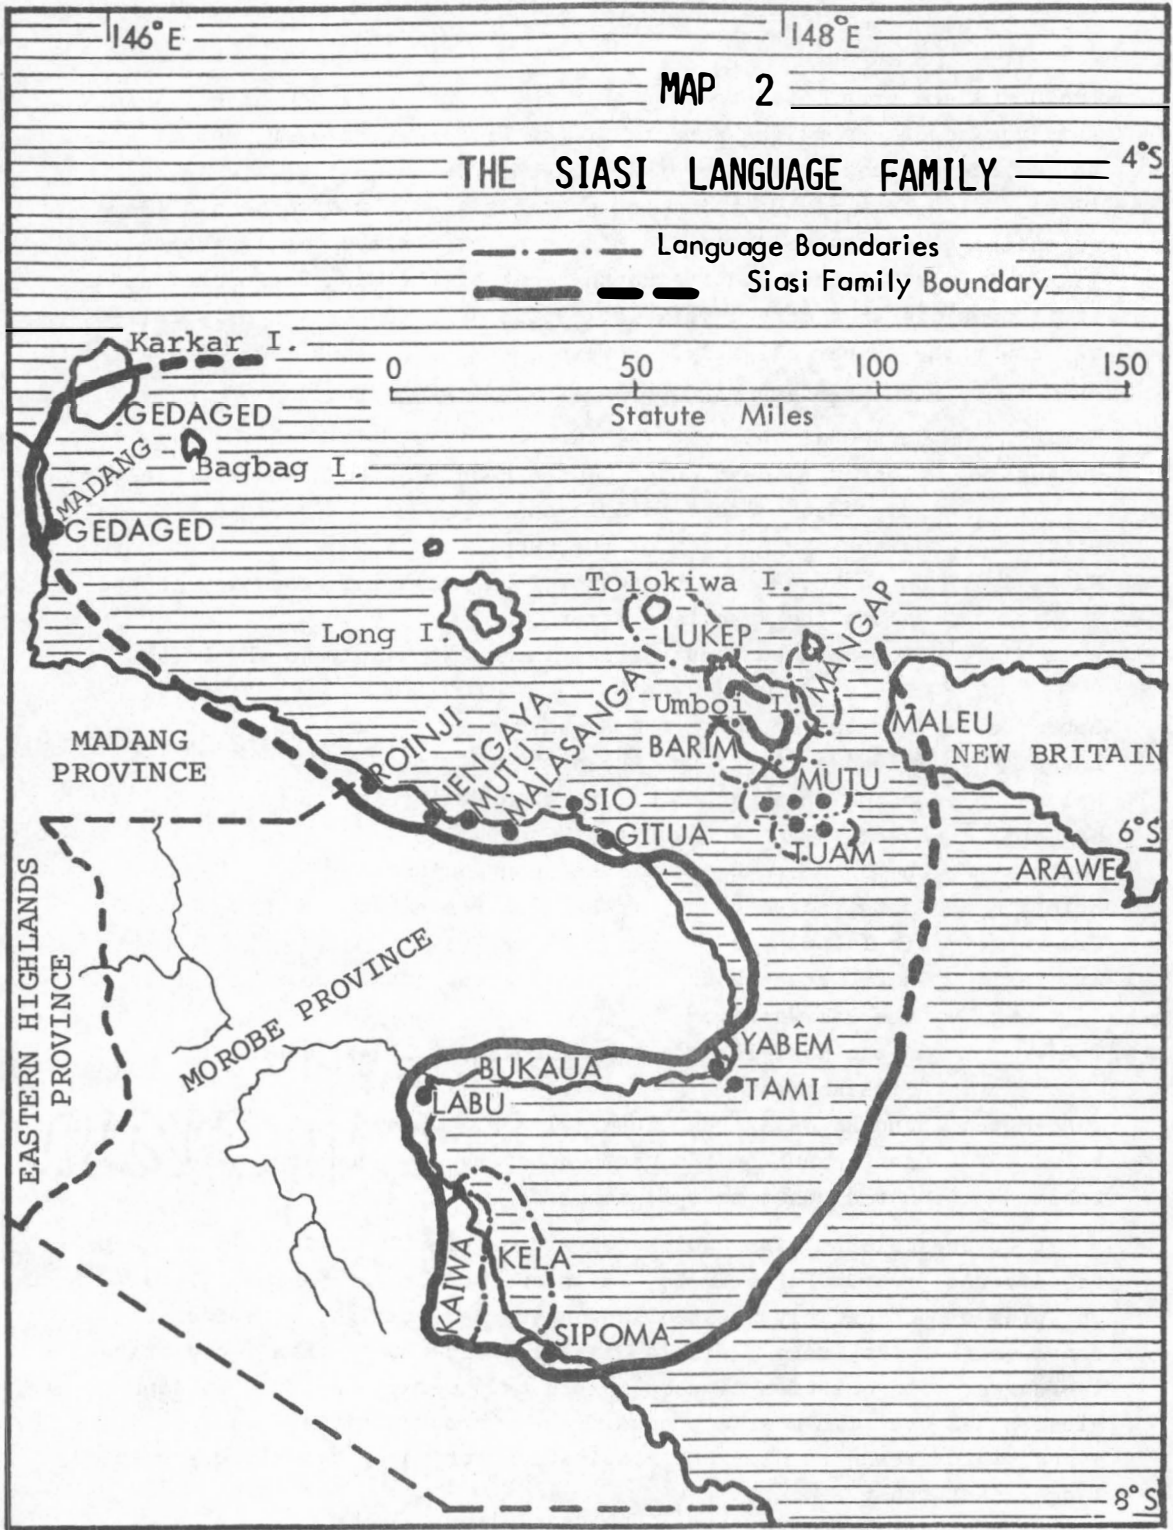 146°E 148°E
MAP 2
THE SIASI LANGUAGE FAMILY
4°S
Language Boundaries
Siasi Family Boundary
Karkar I.
0 50 100 150
Statute Miles
GEDAGED
MADANG
Bagbag I.
GEDAGED
Tolokiwa I.
Long I.
LUKEP
MANGAP
Umboi I.
MALEU
BARIM
NEW BRITAIN
MADANG
PROVINCE
ROINJI
NENGAYA
MUTU
MALASANGA
MUTU
SIO
GITUA
TUAM
6°S
ARAWE
EASTERN HIGHLANDS
PROVINCE
MOROBE PROVINCE
YABÊM
BUKAUA
TAMI
LABU
KAIWA
KELA
SIPOMA
8°S